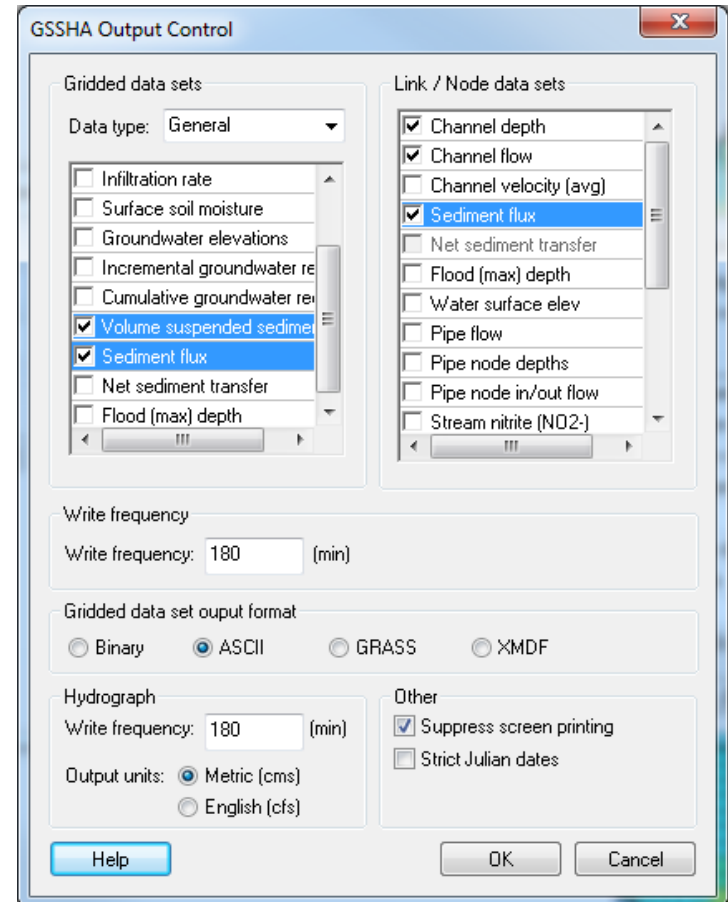 GSSHA Output Control
Gridded data sets
Data type: General
Infiltration rate
Surface soil moisture
Groundwater elevations
Incremental groundwater re
Cumulative groundwater re
Volume suspended sedime
Sediment flux
Net sediment transfer
Flood (max) depth
Link / Node data sets
Channel depth
Channel flow
Channel velocity (avg)
Sediment flux
Net sediment transfer
Flood (max) depth
Water surface elev
Pipe flow
Pipe node depths
Pipe node in/out flow
Stream nitrite (NO2-)
Write frequency
Write frequency: 180 (min)
Gridded data set ouput format
Binary ASCII GRASS XMDF
Hydrograph
Write frequency: 180 (min)
Output units: Metric (cms)
English (cfs)
Other
Suppress screen printing
Strict Julian dates
Help OK Cancel